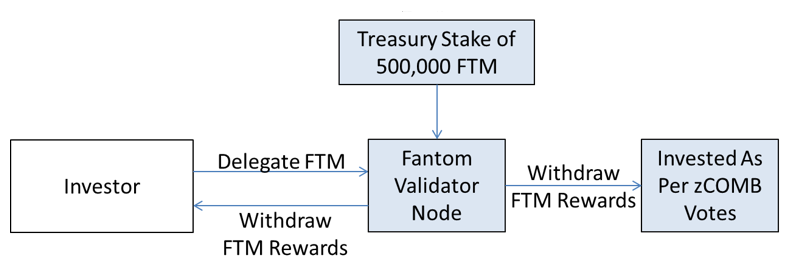 Treasury Stake of
500,000 FTM
Investor
Delegate FTM
Withdraw
FTM Rewards
Fantom
Validator
Node
Withdraw
FTM Rewards
Invested As
Per zCOMB
Votes